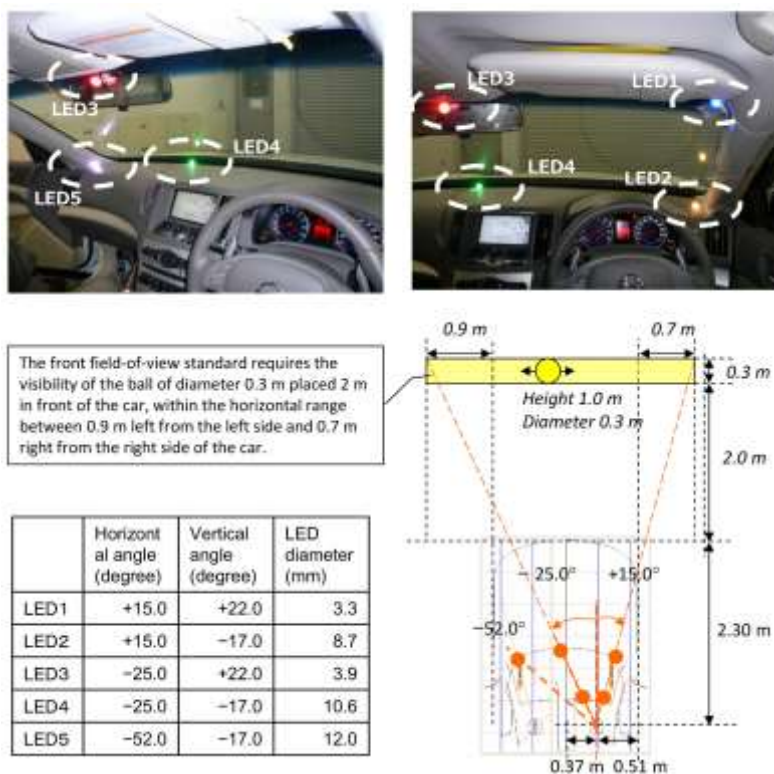 LED3
LED4
LED5
LED3
LED1
LED4
LED2
The front field-of-view standard requires the
visibility of the ball of diameter 0.3 m placed 2 m
in front of the car, within the horizontal range
between 0.9 m left from the left side and 0.7 m
right from the right side of the car.
0.9 m
0.7 m
0.3 m
Height 1.0 m
Diameter 0.3 m
2.0 m
−25.0°
+15.0°
−52.0°
2.30 m
0.37 m
0.51 m
Horizont
al angle
(degree)
Vertical
angle
(degree)
LED
diameter
(mm)
LED1 +15.0 +22.0 3.3
LED2 +15.0 −17.0 8.7
LED3 −25.0 +22.0 3.9
LED4 −25.0 −17.0 10.6
LED5 −52.0 −17.0 12.0